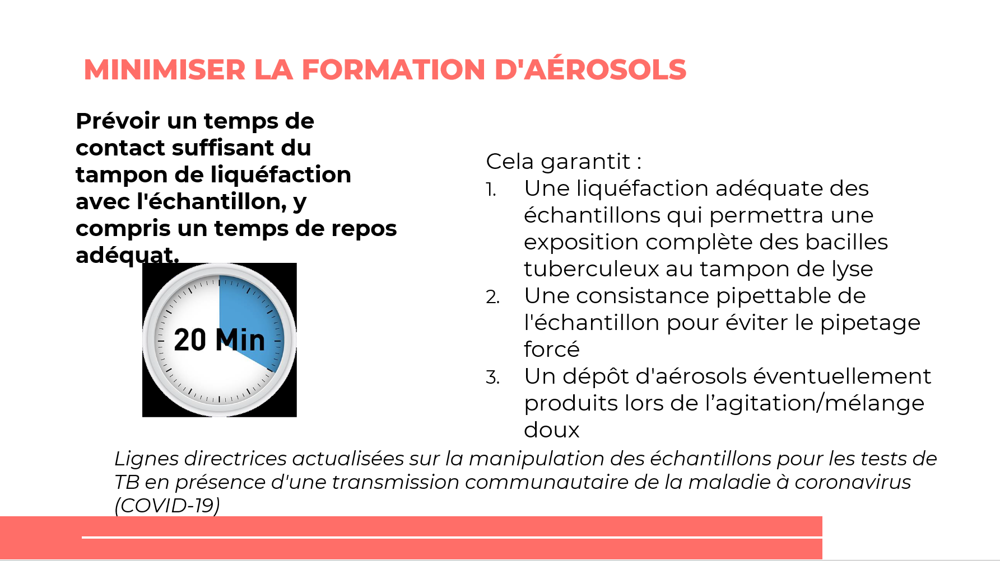 MINIMISER LA FORMATION D'AÉROSOLS
Prévoir un temps de
contact suffisant du
tampon de liquéfaction
avec l'échantillon, y
compris un temps de repos
adéquat.
20 Min
Cela garantit :
1. Une liquéfaction adéquate des
échantillons qui permettra une
exposition complète des bacilles
tuberculeux au tampon de lyse
2. Une consistance pipettable de
l'échantillon pour éviter le pipetage
forcé
3. Un dépôt d'aérosols éventuellement
produits lors de l’agitation/mélange
doux
Lignes directrices actualisées sur la manipulation des échantillons pour les tests de
TB en présence d'une transmission communautaire de la maladie à coronavirus
(COVID-19)